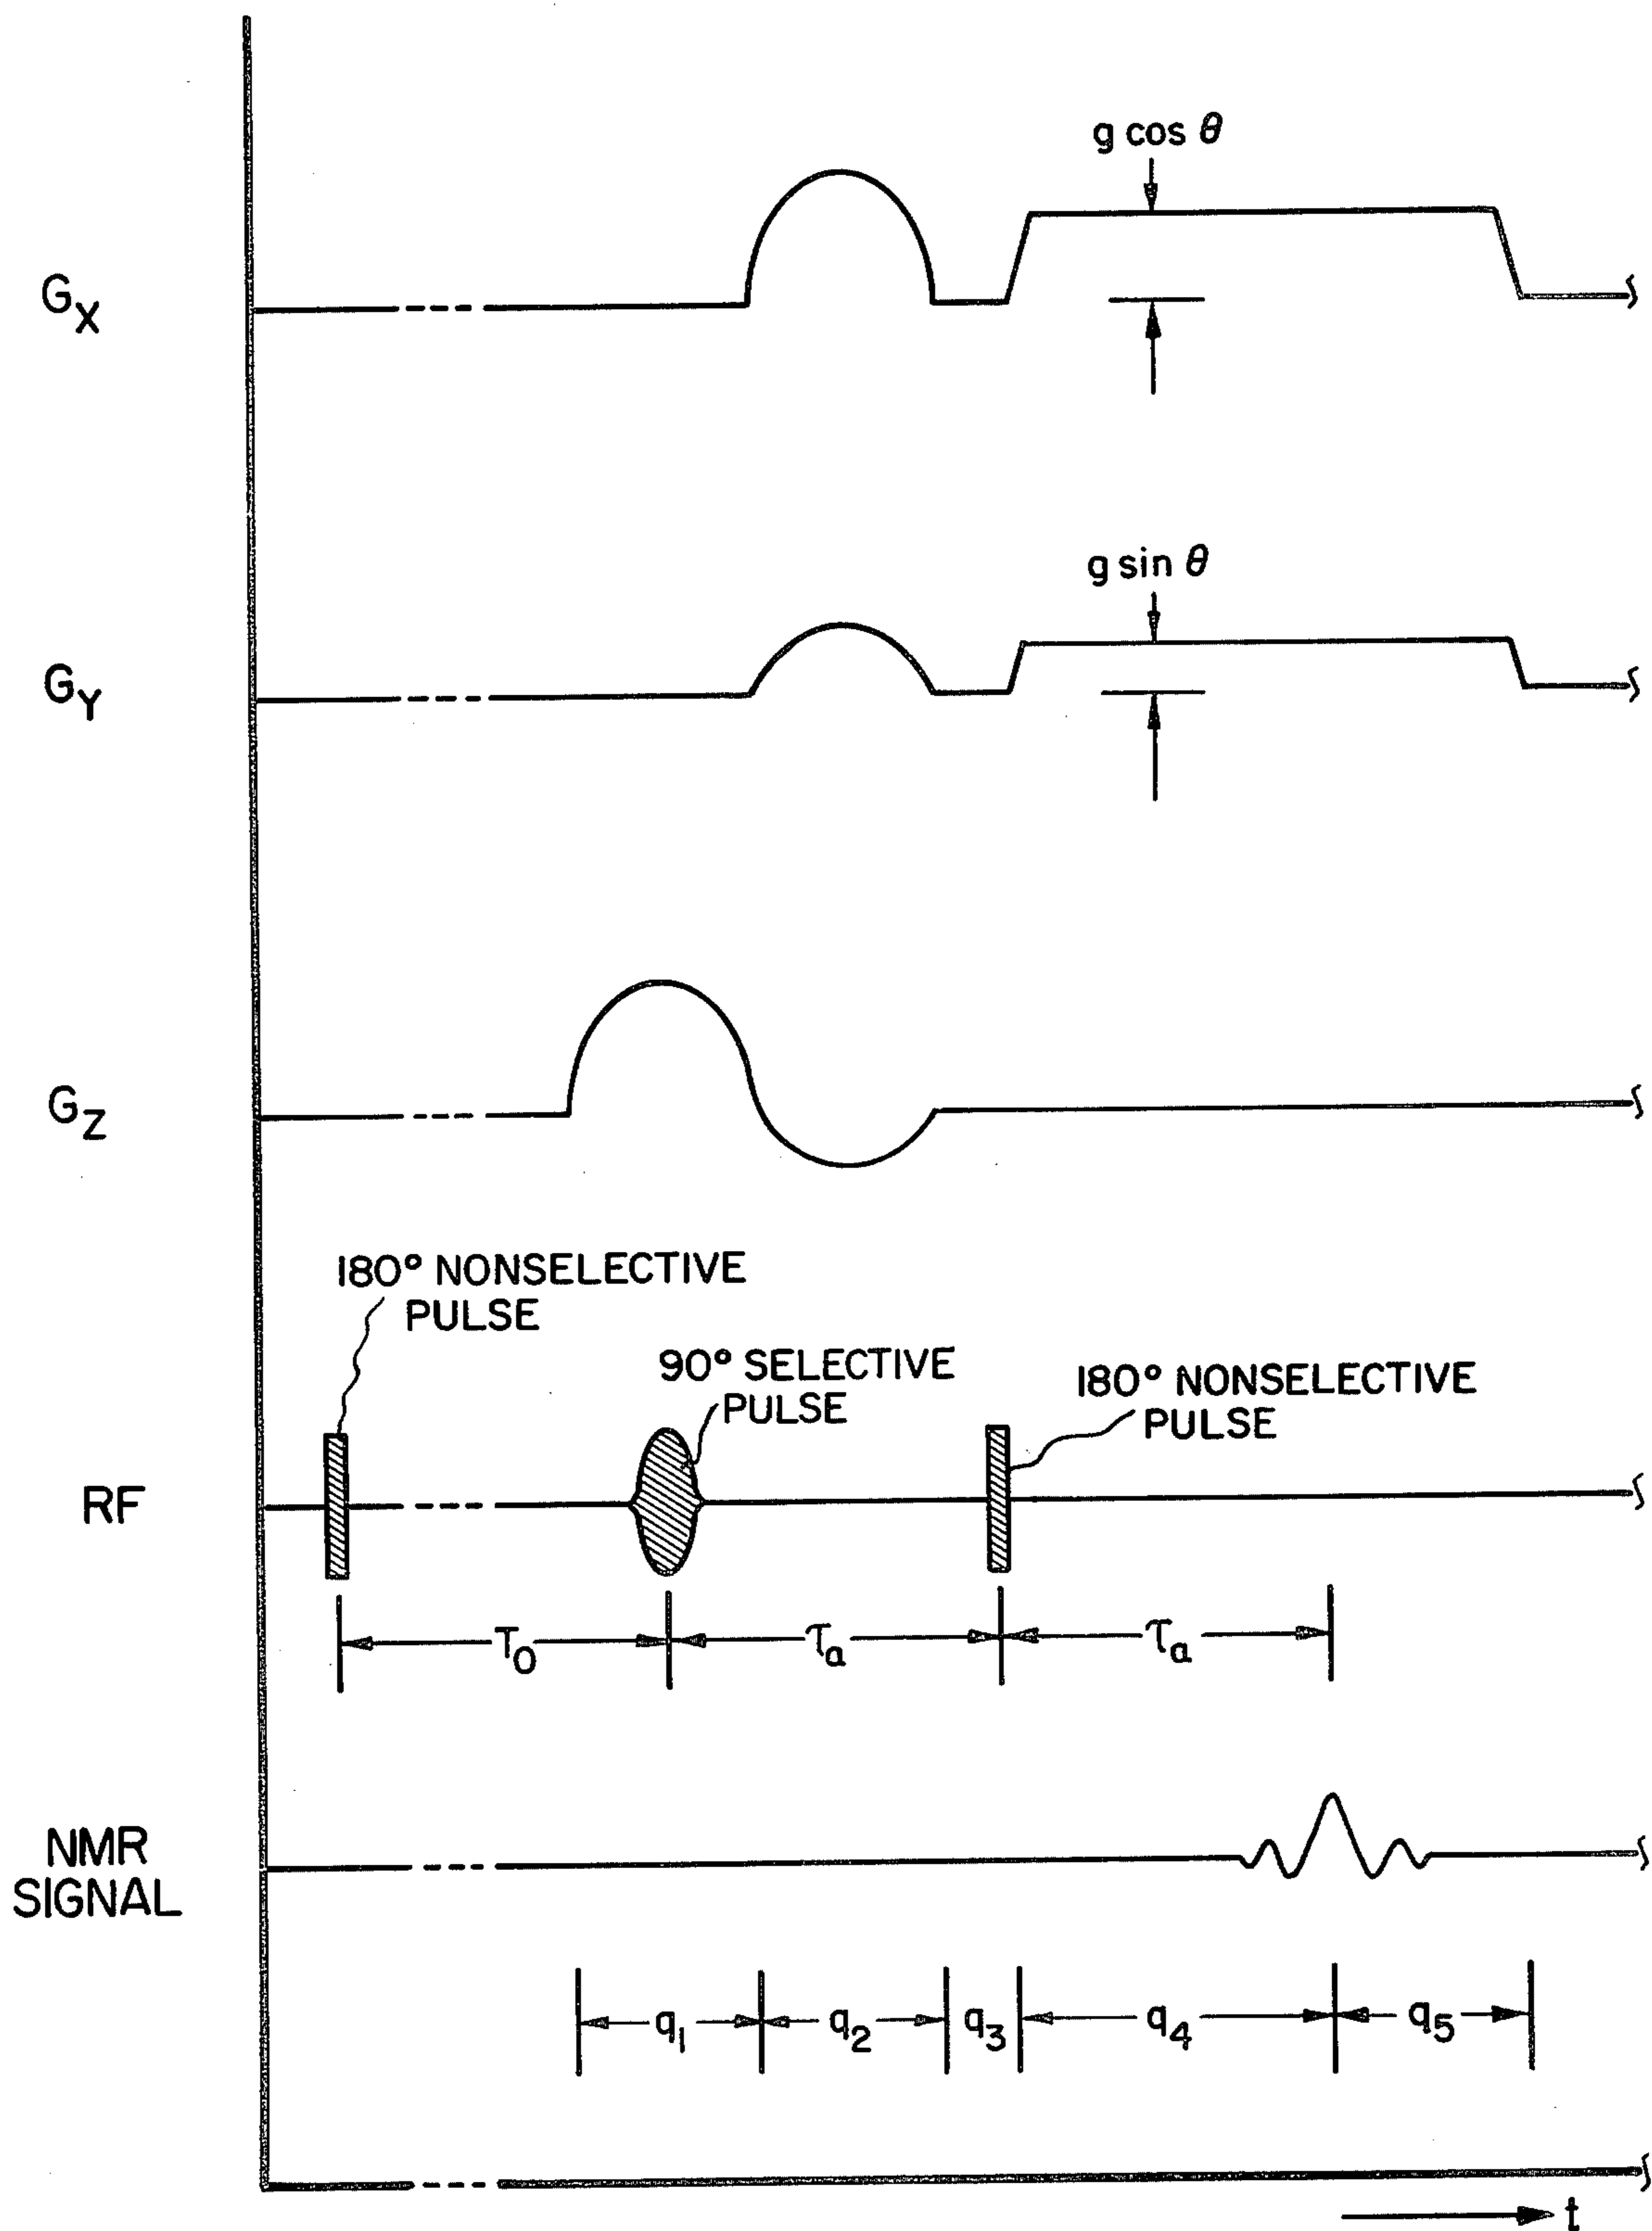 g cos θ
G_X
g sin θ
G_Y
G_Z
180° NONSELECTIVE
PULSE
90° SELECTIVE
PULSE
180° NONSELECTIVE
PULSE
RF
T_0
τ_a
τ_a
NMR
SIGNAL
q_1
q_2
q_3
q_4
q_5
t